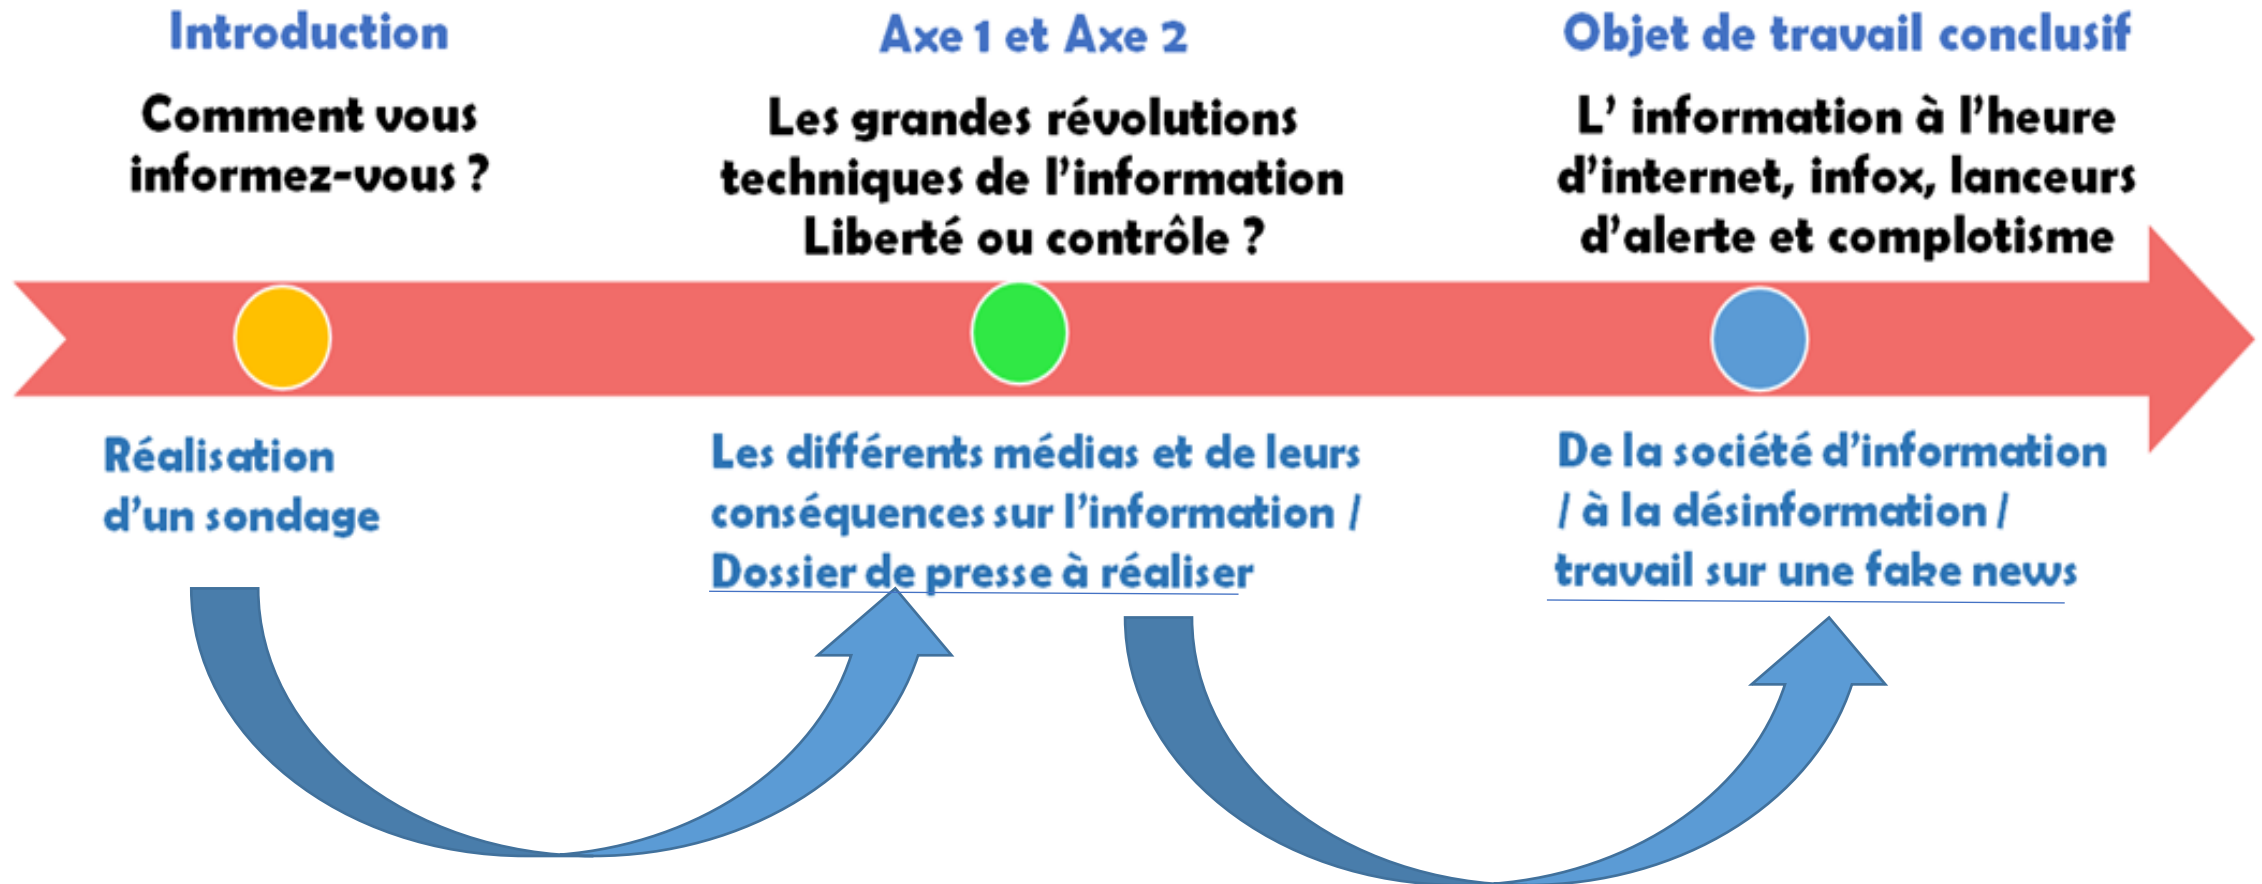 Introduction
Comment vous
informez-vous ?
Axe 1 et Axe 2
Les grandes révolutions
techniques de l'information
Liberté ou contrôle ?
Objet de travail conclusif
L' information à l'heure
d'internet, infox, lanceurs
d'alerte et complotisme
Réalisation
d'un sondage
Les différents médias et de leurs
conséquences sur l'information /
Dossier de presse à réaliser
De la société d'information
/ à la désinformation /
travail sur une fake news